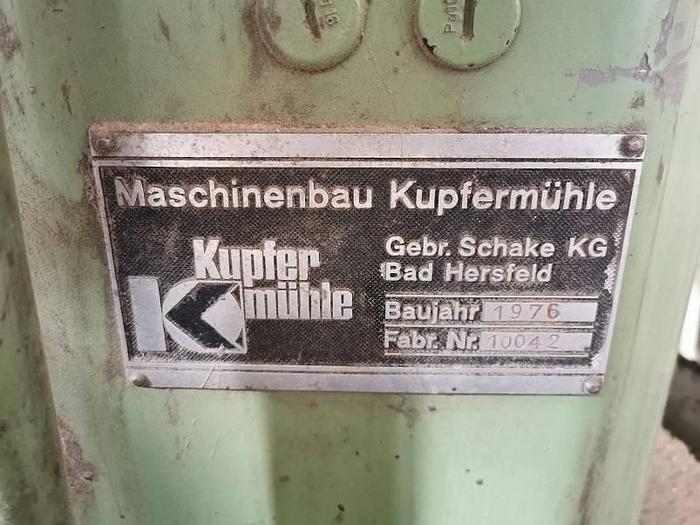 Maschinenbau Kupfermühle
Kupfer
mühle
Gebr. Schake KG
Bad Hersfeld
Baujahr 1976
Fabr. Nr. 10042